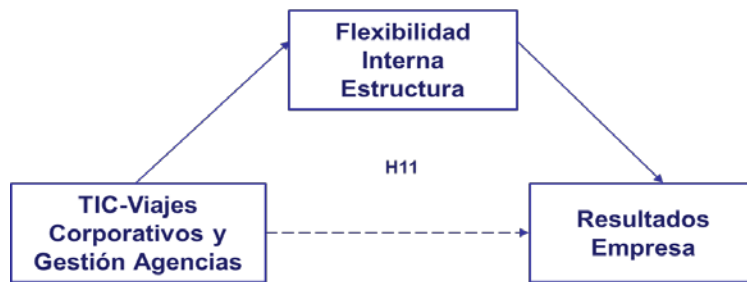 Flexibilidad
Interna
Estructura
H11
TIC-Viajes
Corporativos y
Gestión Agencias
Resultados
Empresa